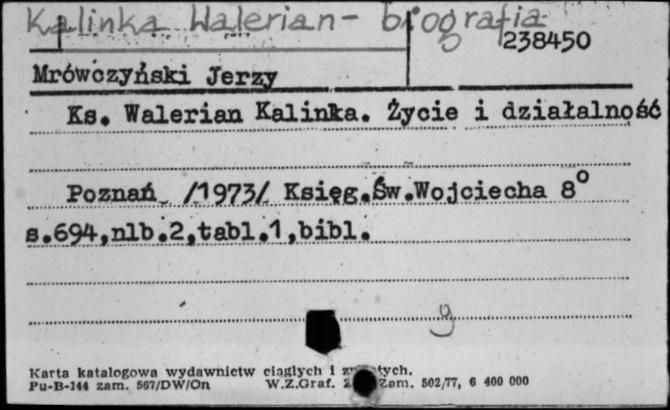 Kalinka Walerian - biografia
238450
Mrówczyński Jerzy
Ks. Walerian Kalinka. Życie i działalność
Poznań /1973/ Księg.Św.Wojciecha 8°
s.694,nlb.2,tabl.1,bibl.
g
Karta katalogowa wydawnictw ciągłych i
Pu-B-144 zam. 567/DW/On W.Z.Graf. Zam. 502/77, 6 400 000